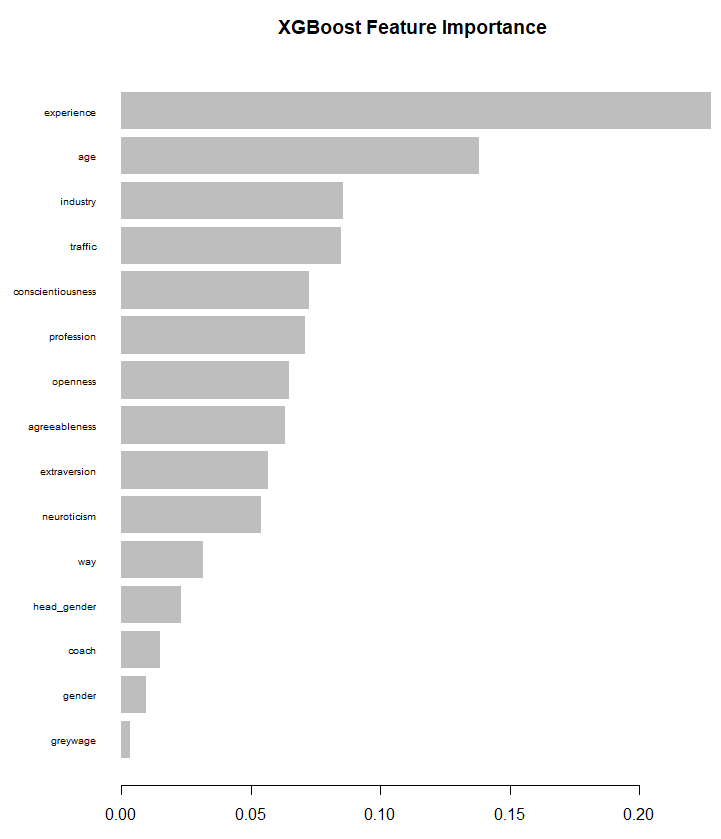 XGBoost Feature Importance
experience
age
industry
traffic
conscientiousness
profession
openness
agreeableness
extraversion
neuroticism
way
head_gender
coach
gender
greywage
0.00 0.05 0.10 0.15 0.20